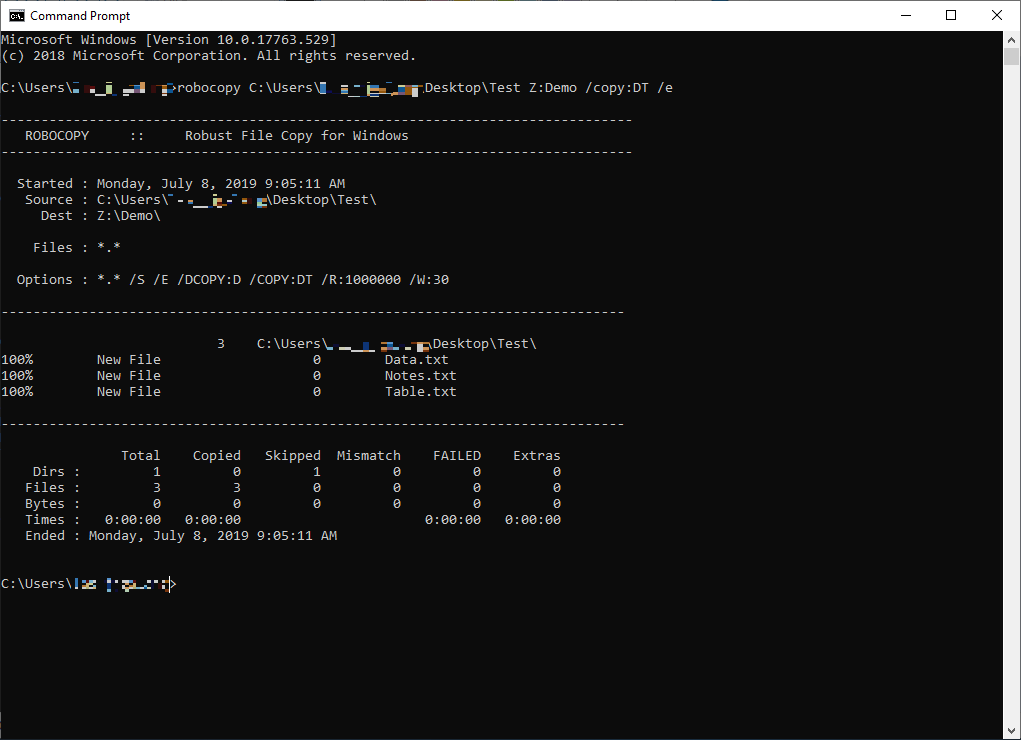 Command Prompt
Microsoft Windows [Version 10.0.17763.529]
(c) 2018 Microsoft Corporation. All rights reserved.
C:\Users\ >robocopy C:\Users\ Desktop\Test Z:Demo /copy:DT /e
-------------------------------------------------------------------------------
   ROBOCOPY     ::     Robust File Copy for Windows
-------------------------------------------------------------------------------
  Started : Monday, July 8, 2019 9:05:11 AM
   Source : C:\Users\ \Desktop\Test\
     Dest : Z:\Demo\
    Files : *.*
  Options : *.* /S /E /DCOPY:D /COPY:DT /R:1000000 /W:30
------------------------------------------------------------------------------
                           3    C:\Users\ \Desktop\Test\
100%        New File                   0        Data.txt
100%        New File                   0        Notes.txt
100%        New File                   0        Table.txt
------------------------------------------------------------------------------
               Total    Copied   Skipped  Mismatch    FAILED    Extras
    Dirs :         1         0         1         0         0         0
   Files :         3         3         0         0         0         0
   Bytes :         0         0         0         0         0         0
   Times :   0:00:00   0:00:00                       0:00:00   0:00:00
   Ended : Monday, July 8, 2019 9:05:11 AM
C:\Users\ >